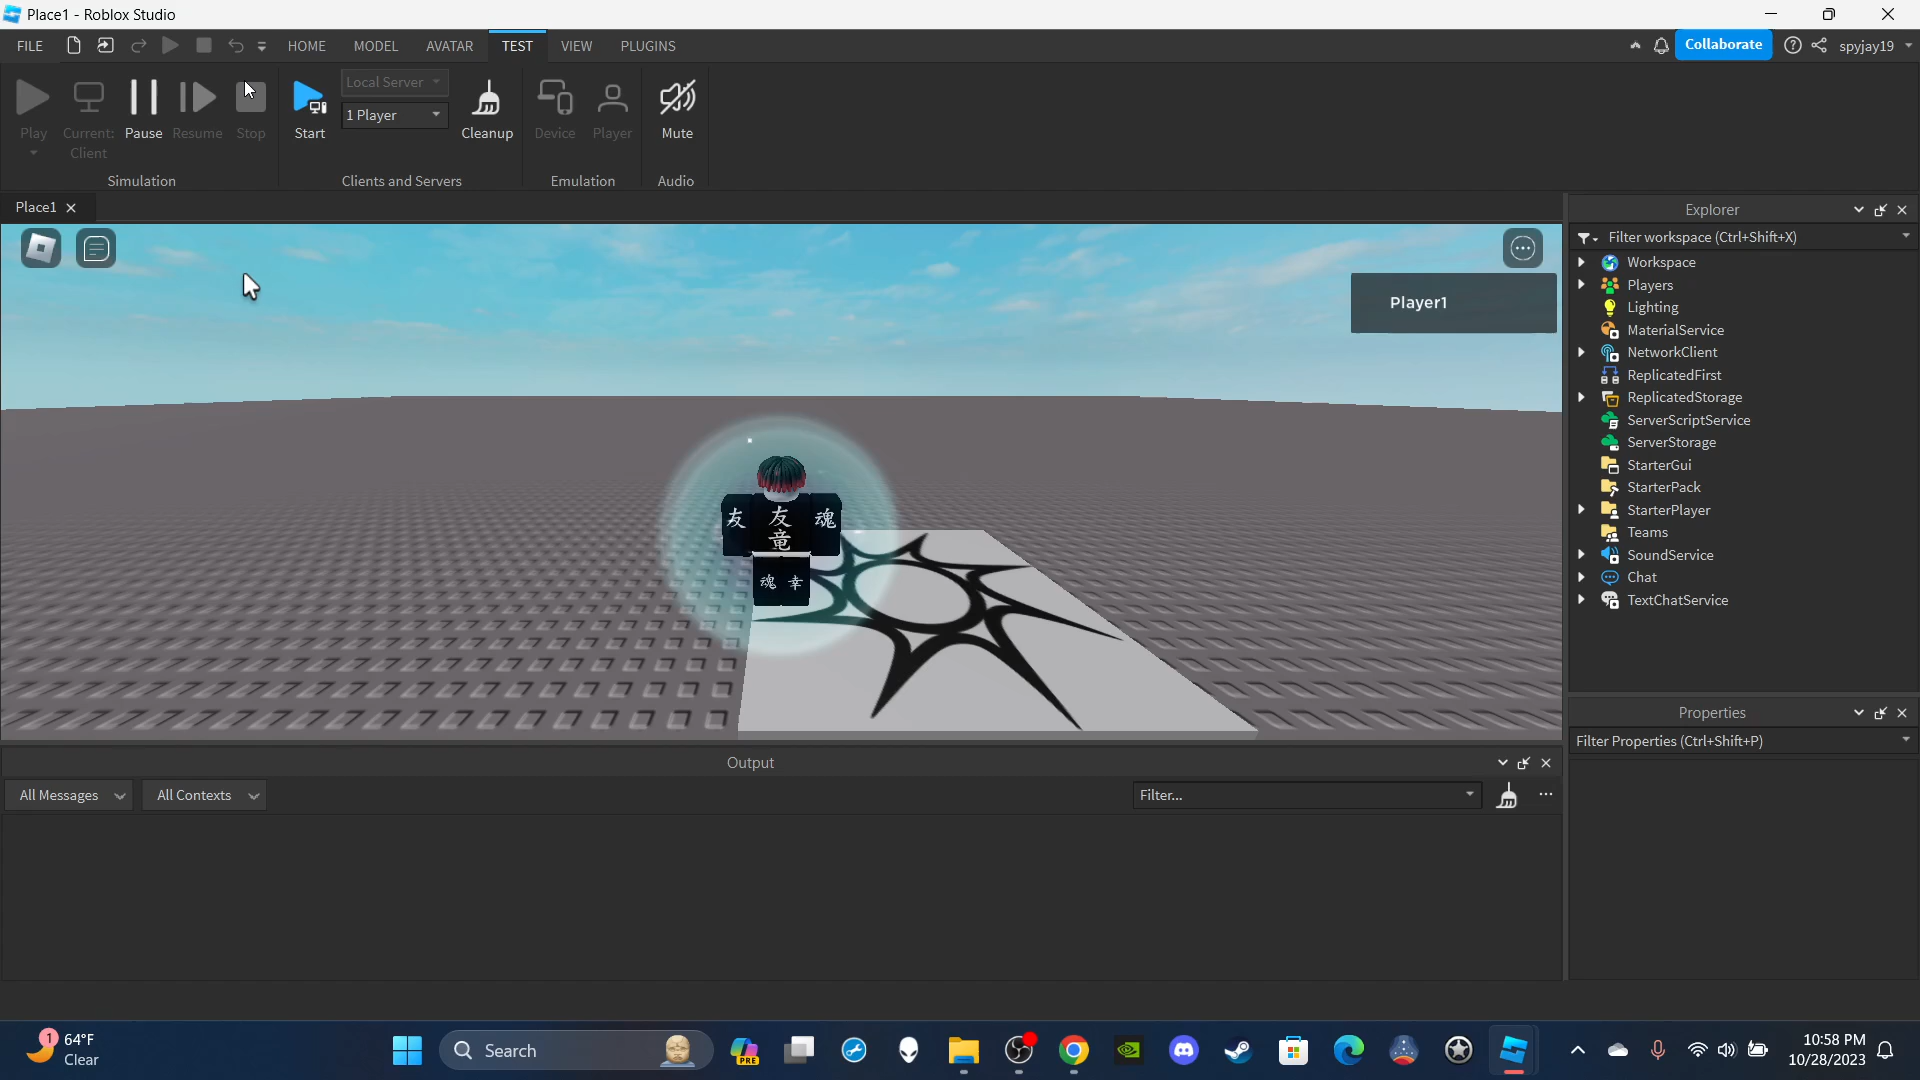 Place1 - Roblox Studio
FILE HOME MODEL AVATAR TEST VIEW PLUGINS Collaborate spyjay19
Local Server
1 Player
Play Current: Client Pause Resume Stop Start Cleanup Device Player Mute
Simulation Clients and Servers Emulation Audio
Place1
Explorer
Filter workspace (Ctrl+Shift+X)
Workspace
Players
Lighting
MaterialService
NetworkClient
ReplicatedFirst
ReplicatedStorage
ServerScriptService
ServerStorage
StarterGui
StarterPack
StarterPlayer
Teams
SoundService
Chat
TextChatService
Player1
友 友 魂
竜
魂 幸
Properties
Filter Properties (Ctrl+Shift+P)
Output
All Messages All Contexts Filter...
1 64°F
Clear
Search
PRE
10:58 PM
10/28/2023